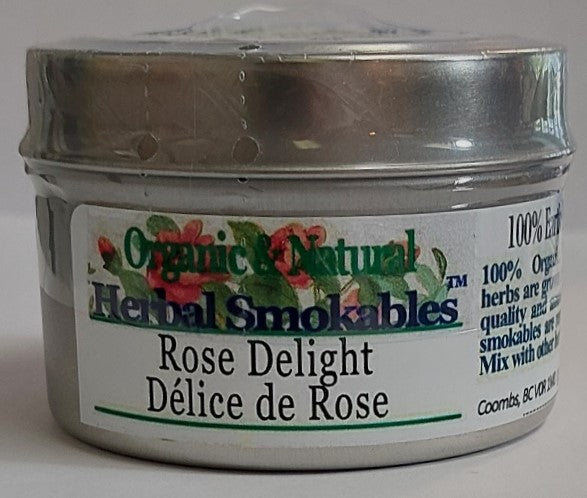 Organic & Natural
Herbal Smokables™
Rose Delight
Délice de Rose
100%
100%
herbs are
quality and
smokables are
Mix with other
Coombs, BC V0R